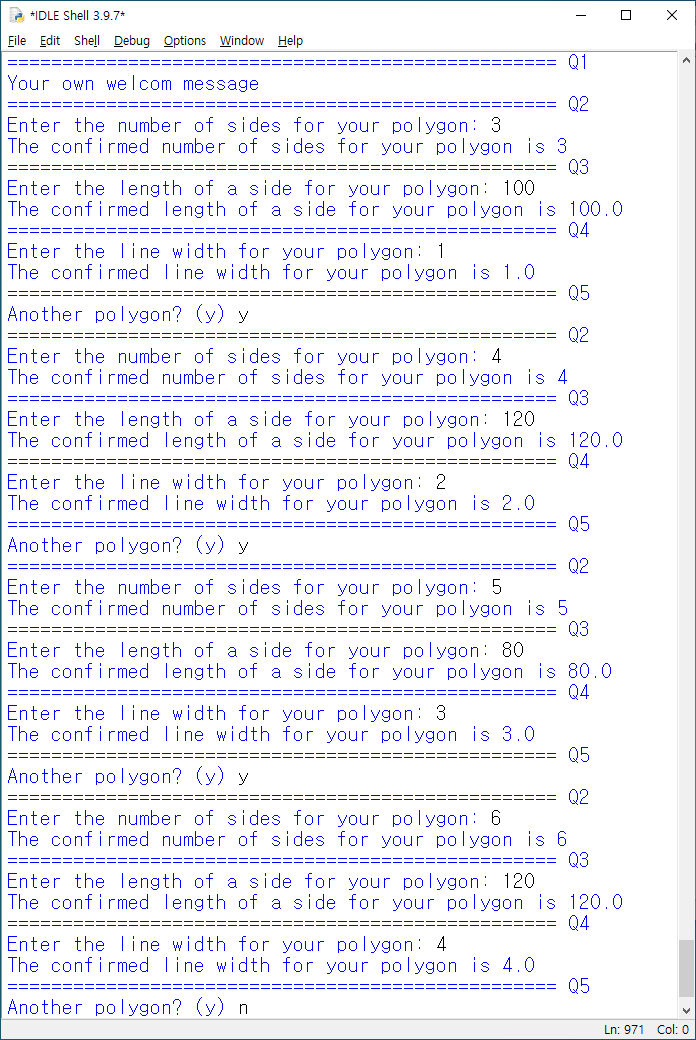 *IDLE Shell 3.9.7*
File Edit Shell Debug Options Window Help
================================================== Q1
Your own welcom message
================================================== Q2
Enter the number of sides for your polygon: 3
The confirmed number of sides for your polygon is 3
================================================== Q3
Enter the length of a side for your polygon: 100
The confirmed length of a side for your polygon is 100.0
================================================== Q4
Enter the line width for your polygon: 1
The confirmed line width for your polygon is 1.0
================================================== Q5
Another polygon? (y) y
================================================== Q2
Enter the number of sides for your polygon: 4
The confirmed number of sides for your polygon is 4
================================================== Q3
Enter the length of a side for your polygon: 120
The confirmed length of a side for your polygon is 120.0
================================================== Q4
Enter the line width for your polygon: 2
The confirmed line width for your polygon is 2.0
================================================== Q5
Another polygon? (y) y
================================================== Q2
Enter the number of sides for your polygon: 5
The confirmed number of sides for your polygon is 5
================================================== Q3
Enter the length of a side for your polygon: 80
The confirmed length of a side for your polygon is 80.0
================================================== Q4
Enter the line width for your polygon: 3
The confirmed line width for your polygon is 3.0
================================================== Q5
Another polygon? (y) y
================================================== Q2
Enter the number of sides for your polygon: 6
The confirmed number of sides for your polygon is 6
================================================== Q3
Enter the length of a side for your polygon: 120
The confirmed length of a side for your polygon is 120.0
================================================== Q4
Enter the line width for your polygon: 4
The confirmed line width for your polygon is 4.0
================================================== Q5
Another polygon? (y) n
Ln: 971 Col: 0